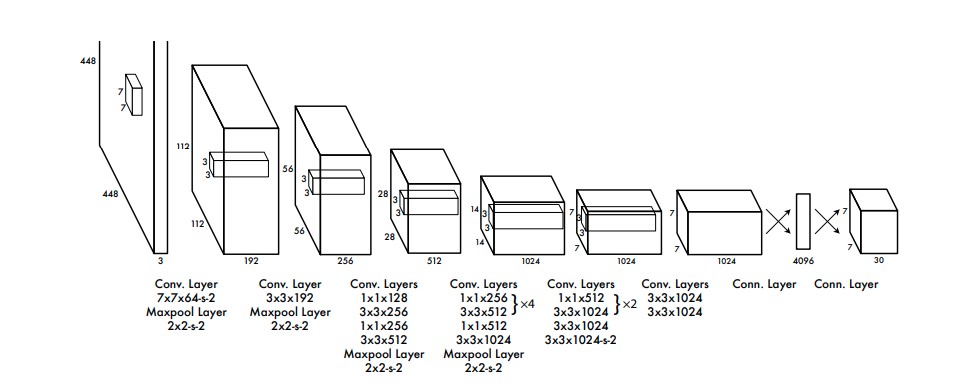 448
7
7
448
3
112
3
3
112
192
56
3
3
56
256
28
3
3
28
512
14
3
3
14
1024
7
3
3
7
1024
7
7
1024
4096
7
7
30
Conv. Layer
7x7x64-s-2
Maxpool Layer
2x2-s-2
Conv. Layer
3x3x192
Maxpool Layer
2x2-s-2
Conv. Layers
1x1x128
3x3x256
1x1x256
3x3x512
Maxpool Layer
2x2-s-2
Conv. Layers
1x1x256
3x3x512 }×4
1x1x512
3x3x1024
Maxpool Layer
2x2-s-2
Conv. Layers
1x1x512
3x3x1024 }×2
3x3x1024
3x3x1024-s-2
Conv. Layers
3x3x1024
3x3x1024
Conn. Layer
Conn. Layer